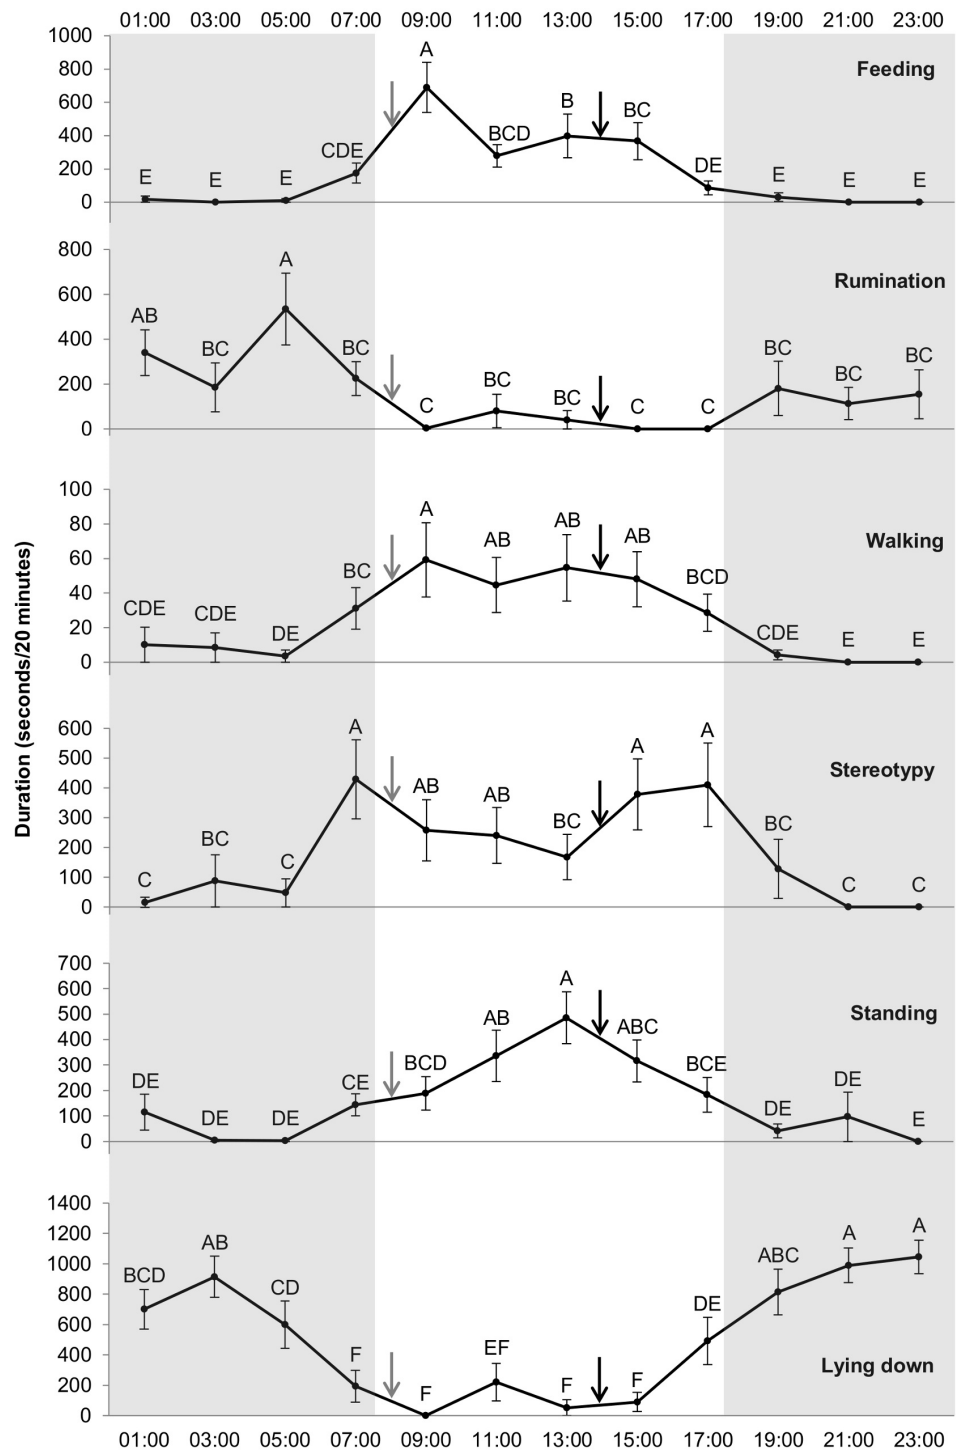 01:00 03:00 05:00 07:00 09:00 11:00 13:00 15:00 17:00 19:00 21:00 23:00
Duration (seconds/20 minutes)
Feeding
1000
800
600
400
200
0
E E E CDE A BCD B BC DE E E E
Rumination
800
600
400
200
0
AB BC A BC C BC BC C C BC BC BC
Walking
100
80
60
40
20
0
CDE CDE DE BC A AB AB AB BCD CDE E E
Stereotypy
600
500
400
300
200
100
0
C BC C A AB AB BC A A BC C C
Standing
700
600
500
400
300
200
100
0
DE DE DE CE BCD AB A ABC BCE DE DE E
Lying down
1400
1200
1000
800
600
400
200
0
BCD AB CD F F EF F F DE ABC A A
01:00 03:00 05:00 07:00 09:00 11:00 13:00 15:00 17:00 19:00 21:00 23:00